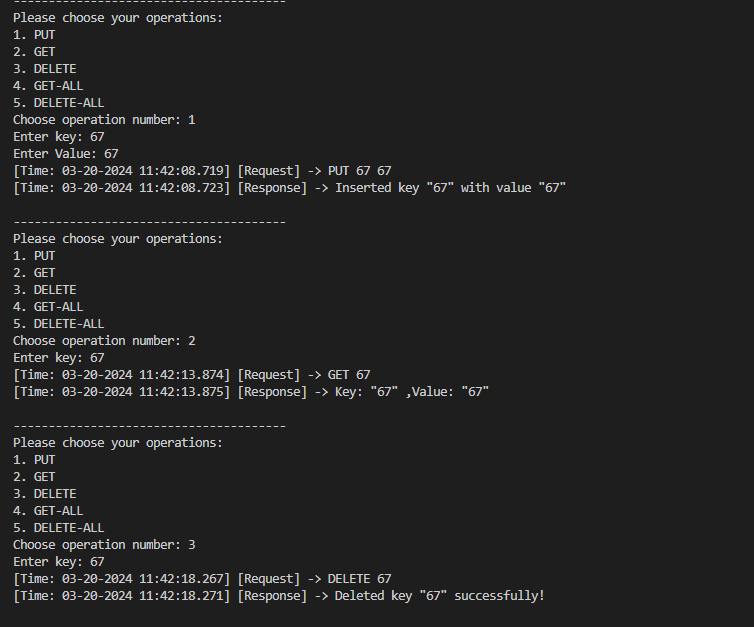 ---------------------------------------
Please choose your operations:
1. PUT
2. GET
3. DELETE
4. GET-ALL
5. DELETE-ALL
Choose operation number: 1
Enter key: 67
Enter Value: 67
[Time: 03-20-2024 11:42:08.719] [Request] -> PUT 67 67
[Time: 03-20-2024 11:42:08.723] [Response] -> Inserted key "67" with value "67"
---------------------------------------
Please choose your operations:
1. PUT
2. GET
3. DELETE
4. GET-ALL
5. DELETE-ALL
Choose operation number: 2
Enter key: 67
[Time: 03-20-2024 11:42:13.874] [Request] -> GET 67
[Time: 03-20-2024 11:42:13.875] [Response] -> Key: "67" ,Value: "67"
---------------------------------------
Please choose your operations:
1. PUT
2. GET
3. DELETE
4. GET-ALL
5. DELETE-ALL
Choose operation number: 3
Enter key: 67
[Time: 03-20-2024 11:42:18.267] [Request] -> DELETE 67
[Time: 03-20-2024 11:42:18.271] [Response] -> Deleted key "67" successfully!